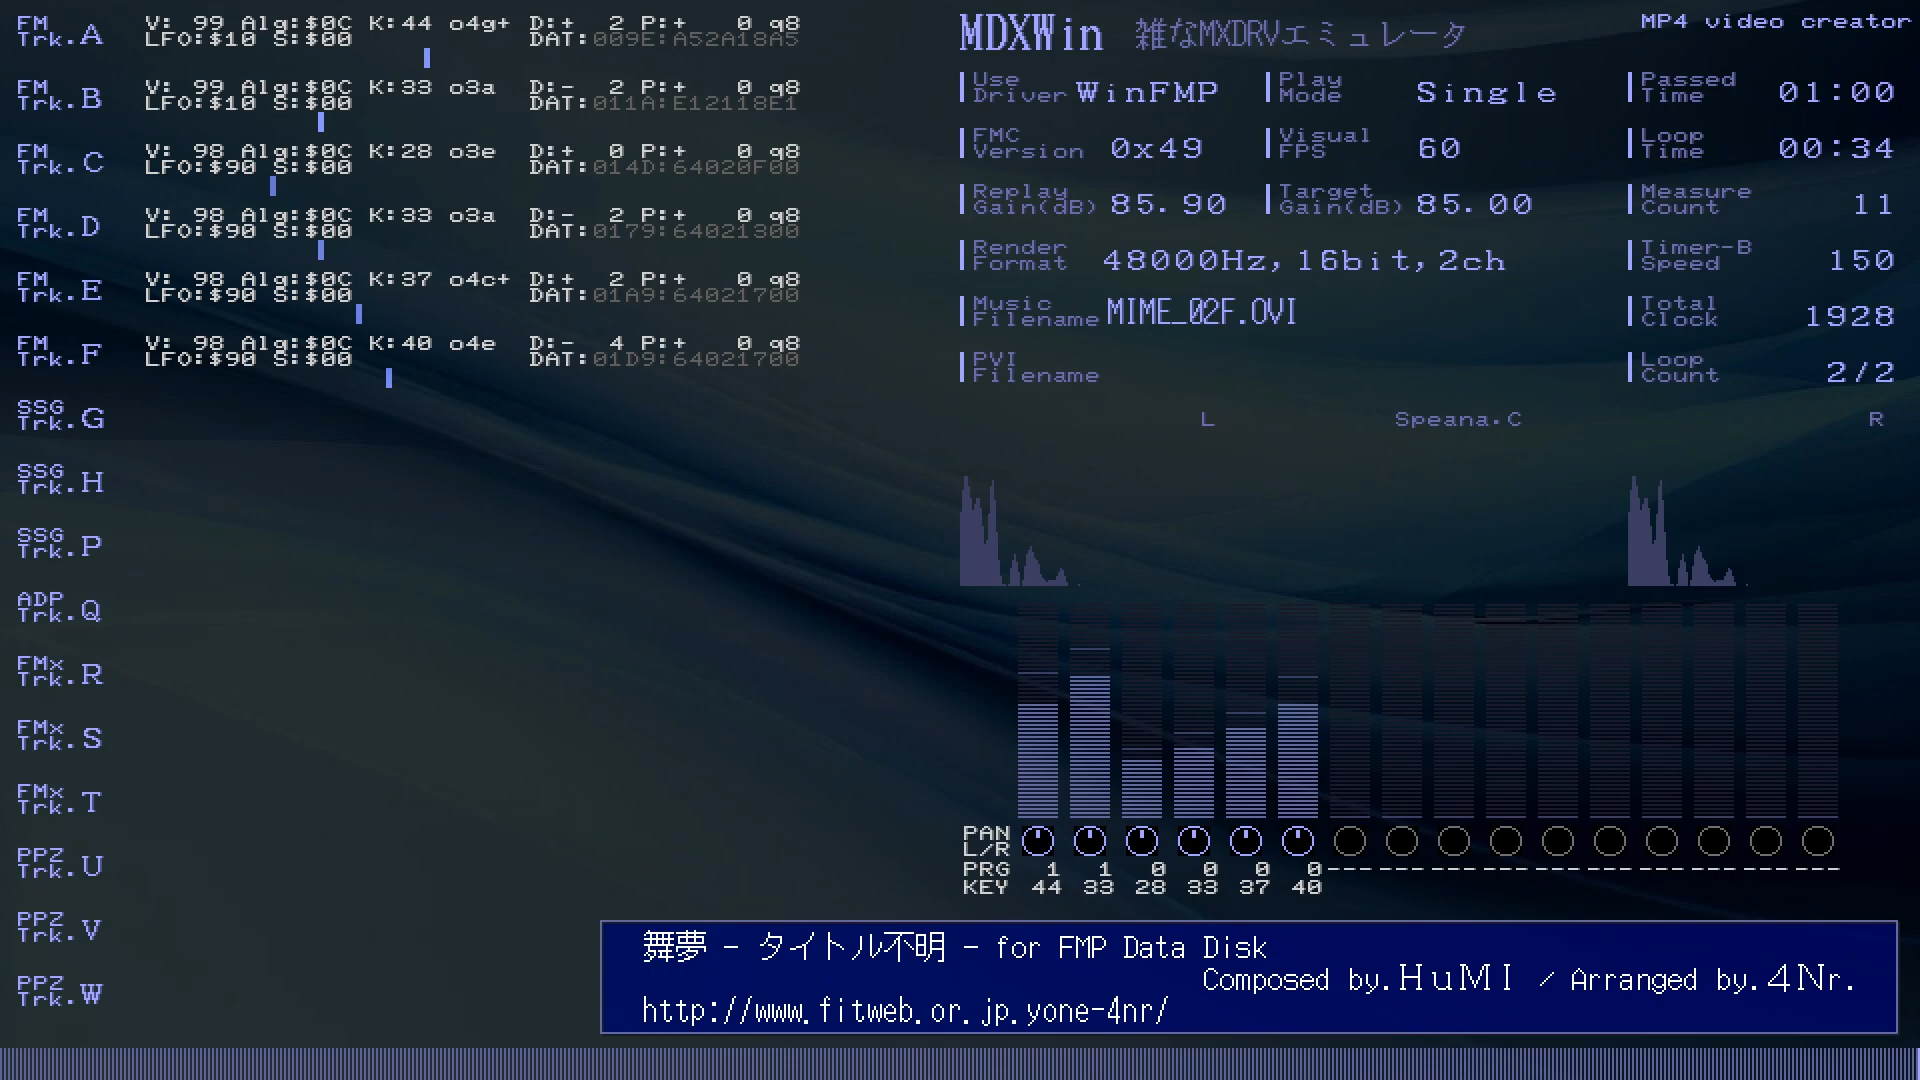 FM Trk.A V: 99 Alg:$0C K:44 o4g+ D:+ 2 P:+ 0 q8
LFO:$10 S:$00 DAT:009E:A52A18A5
FM Trk.B V: 99 Alg:$0C K:33 o3a D:- 2 P:+ 0 q8
LFO:$10 S:$00 DAT:011A:E12118E1
FM Trk.C V: 98 Alg:$0C K:28 o3e D:+ 0 P:+ 0 q8
LFO:$90 S:$00 DAT:014D:64020F00
FM Trk.D V: 98 Alg:$0C K:33 o3a D:- 2 P:+ 0 q8
LFO:$90 S:$00 DAT:0179:64021300
FM Trk.E V: 98 Alg:$0C K:37 o4c+ D:+ 2 P:+ 0 q8
LFO:$90 S:$00 DAT:01A9:64021700
FM Trk.F V: 98 Alg:$0C K:40 o4e D:- 4 P:+ 0 q8
LFO:$90 S:$00 DAT:01D9:64021700
SSG Trk.G
SSG Trk.H
SSG Trk.P
ADP Trk.Q
FMx Trk.R
FMx Trk.S
FMx Trk.T
PPZ Trk.U
PPZ Trk.V
PPZ Trk.W
MDXWin 雑なMXDRVエミュレータ MP4 video creator
Use Driver WinFMP Play Mode Single Passed Time 01:00
FMC Version 0x49 Visual FPS 60 Loop Time 00:34
Replay Gain(dB) 85.90 Target Gain(dB) 85.00 Measure Count 11
Render Format 48000Hz,16bit,2ch Timer-B Speed 150
Music Filename MIME_02F.OVI Total Clock 1928
PVI Filename Loop Count 2/2
L Speana.C R
PAN L/R
PRG 1 1 0 0 0 0
KEY 44 33 28 33 37 40
舞夢 - タイトル不明 - for FMP Data Disk
Composed by.HuMI / Arranged by.4Nr.
http://www.fitweb.or.jp.yone-4nr/